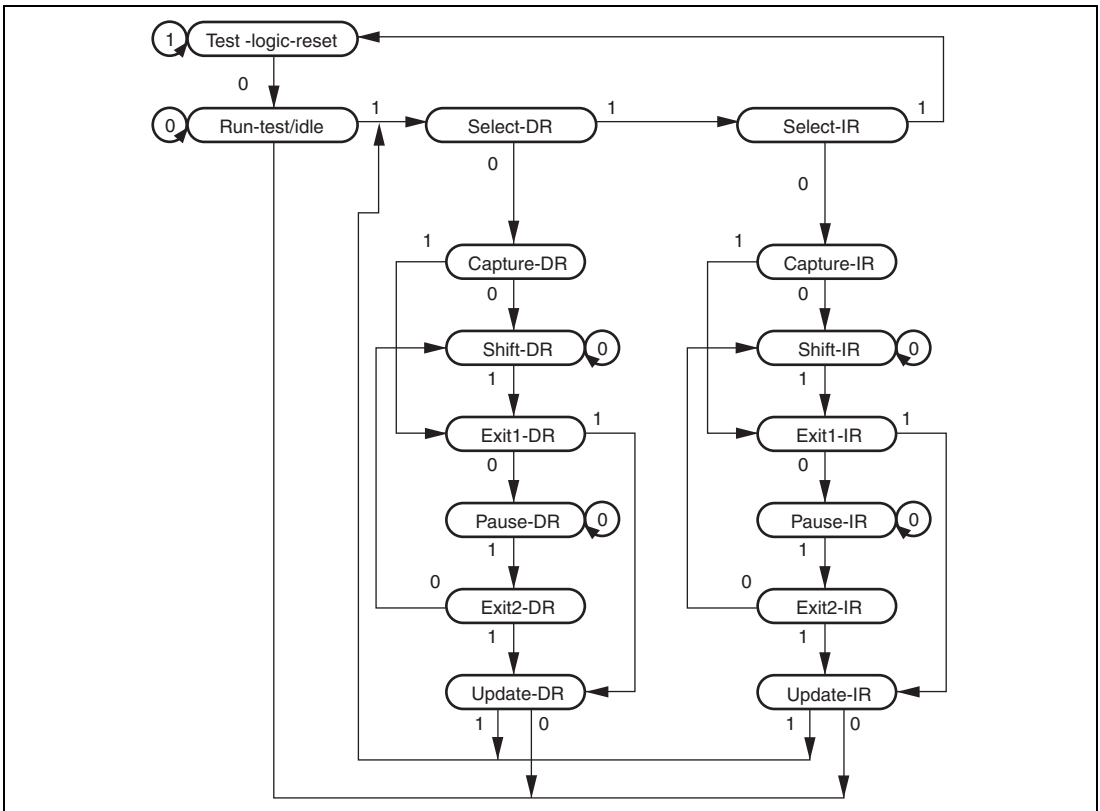 1 Test -logic-reset
0
0 Run-test/idle 1 Select-DR 1 Select-IR 1
0 0
1 Capture-DR 1 Capture-IR
0 0
Shift-DR 0 Shift-IR 0
1 1
Exit1-DR 1 Exit1-IR 1
0 0
Pause-DR 0 Pause-IR 0
1 1
0 Exit2-DR 0 Exit2-IR
1 1
Update-DR Update-IR
1 0 1 0